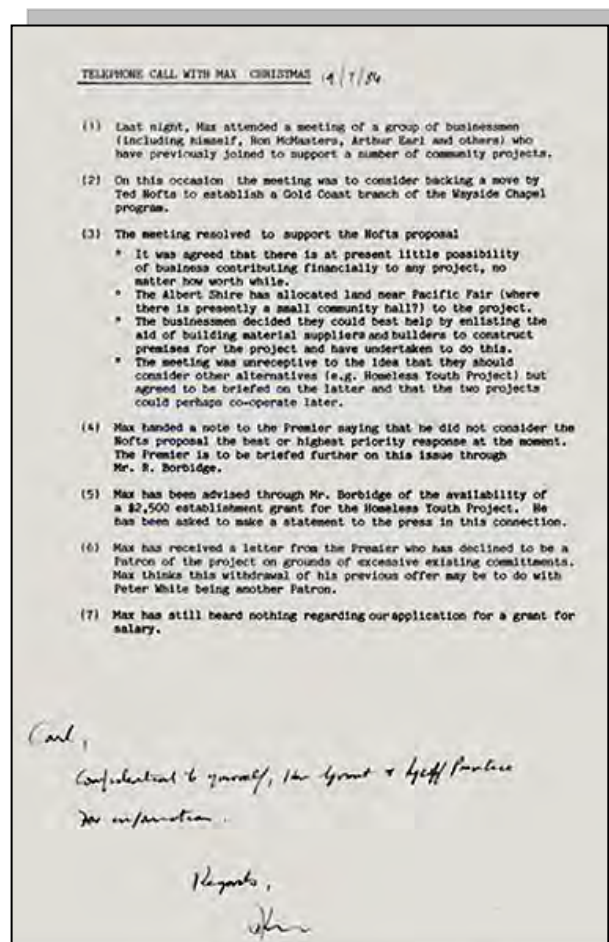 TELEPHONE CALL WITH MAX CHRISTMAS 19/7/84
(1) Last night, Max attended a meeting of a group of businessmen
(including himself, Ron McMasters, Arthur Earl and others) who
have previously joined to support a number of community projects.
(2) On this occasion the meeting was to consider backing a move by
Ted Nofts to establish a Gold Coast branch of the Wayside Chapel
program.
(3) The meeting resolved to support the Nofts proposal
* It was agreed that there is at present little possibility
of business contributing financially to any project, no
matter how worth while.
* The Albert Shire has allocated land near Pacific Fair (where
there is presently a small community hall?) to the project.
* The businessmen decided they could best help by enlisting the
aid of building material suppliers and builders to construct
premises for the project and have undertaken to do this.
* The meeting was unreceptive to the idea that they should
consider other alternatives (e.g. Homeless Youth Project) but
agreed to be briefed on the latter and that the two projects
could perhaps co-operate later.
(4) Max handed a note to the Premier saying that he did not consider the
Nofts proposal the best or highest priority response at the moment.
The Premier is to be briefed further on this issue through
Mr. R. Borbidge.
(5) Max has been advised through Mr. Borbidge of the availability of
a $2,500 establishment grant for the Homeless Youth Project. He
has been asked to make a statement to the press in this connection.
(6) Max has received a letter from the Premier who has declined to be a
Patron of the project on grounds of excessive existing committments.
Max thinks this withdrawal of his previous offer may be to do with
Peter White being another Patron.
(7) Max has still heard nothing regarding our application for a grant for
salary.
Carl,
Confidential to yourself, Grant + Geoff
For information.
Regards,